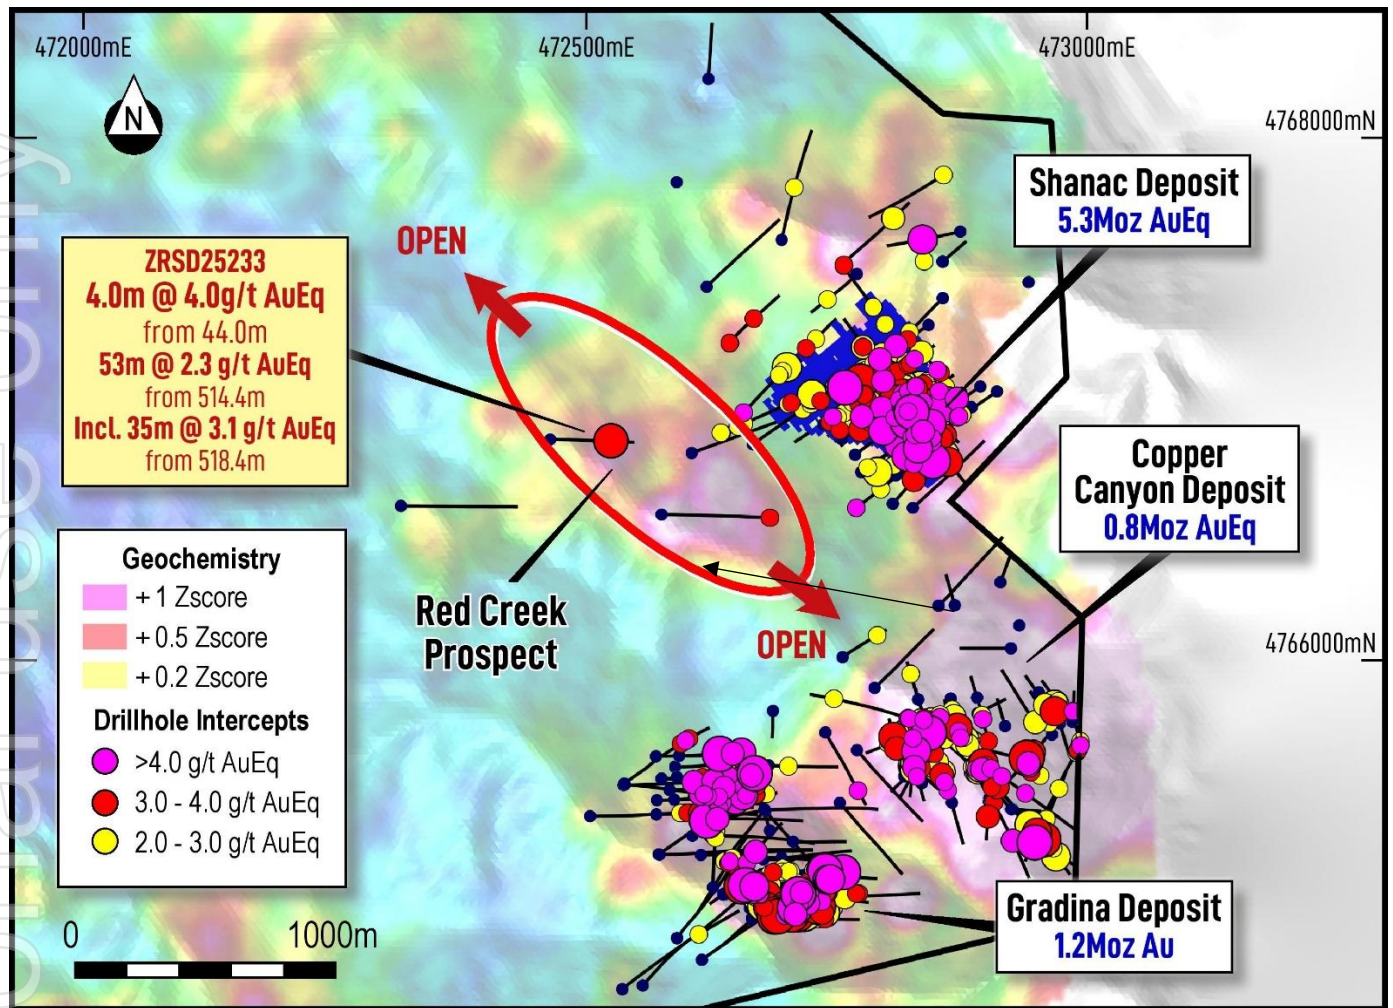 472000mE
472500mE
473000mE
N
4768000mN
Shanac Deposit
5.3Moz AuEq
OPEN
ZRSD25233
4.0m @ 4.0g/t AuEq
from 44.0m
53m @ 2.3 g/t AuEq
from 514.4m
Incl. 35m @ 3.1 g/t AuEq
from 518.4m
Copper
Canyon Deposit
0.8Moz AuEq
Geochemistry
+ 1 Zscore
+ 0.5 Zscore
+ 0.2 Zscore
Drillhole Intercepts
>4.0 g/t AuEq
3.0 - 4.0 g/t AuEq
2.0 - 3.0 g/t AuEq
Red Creek
Prospect
OPEN
4766000mN
Gradina Deposit
1.2Moz Au
0
1000m